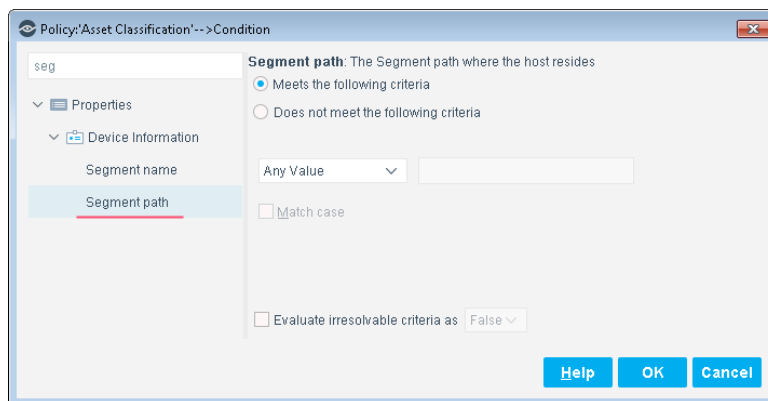 Policy:'Asset Classification'-->Condition
seg
Properties
Device Information
Segment name
Segment path
Segment path: The Segment path where the host resides
Meets the following criteria
Does not meet the following criteria
Any Value
Match case
Evaluate irresolvable criteria as False
Help OK Cancel